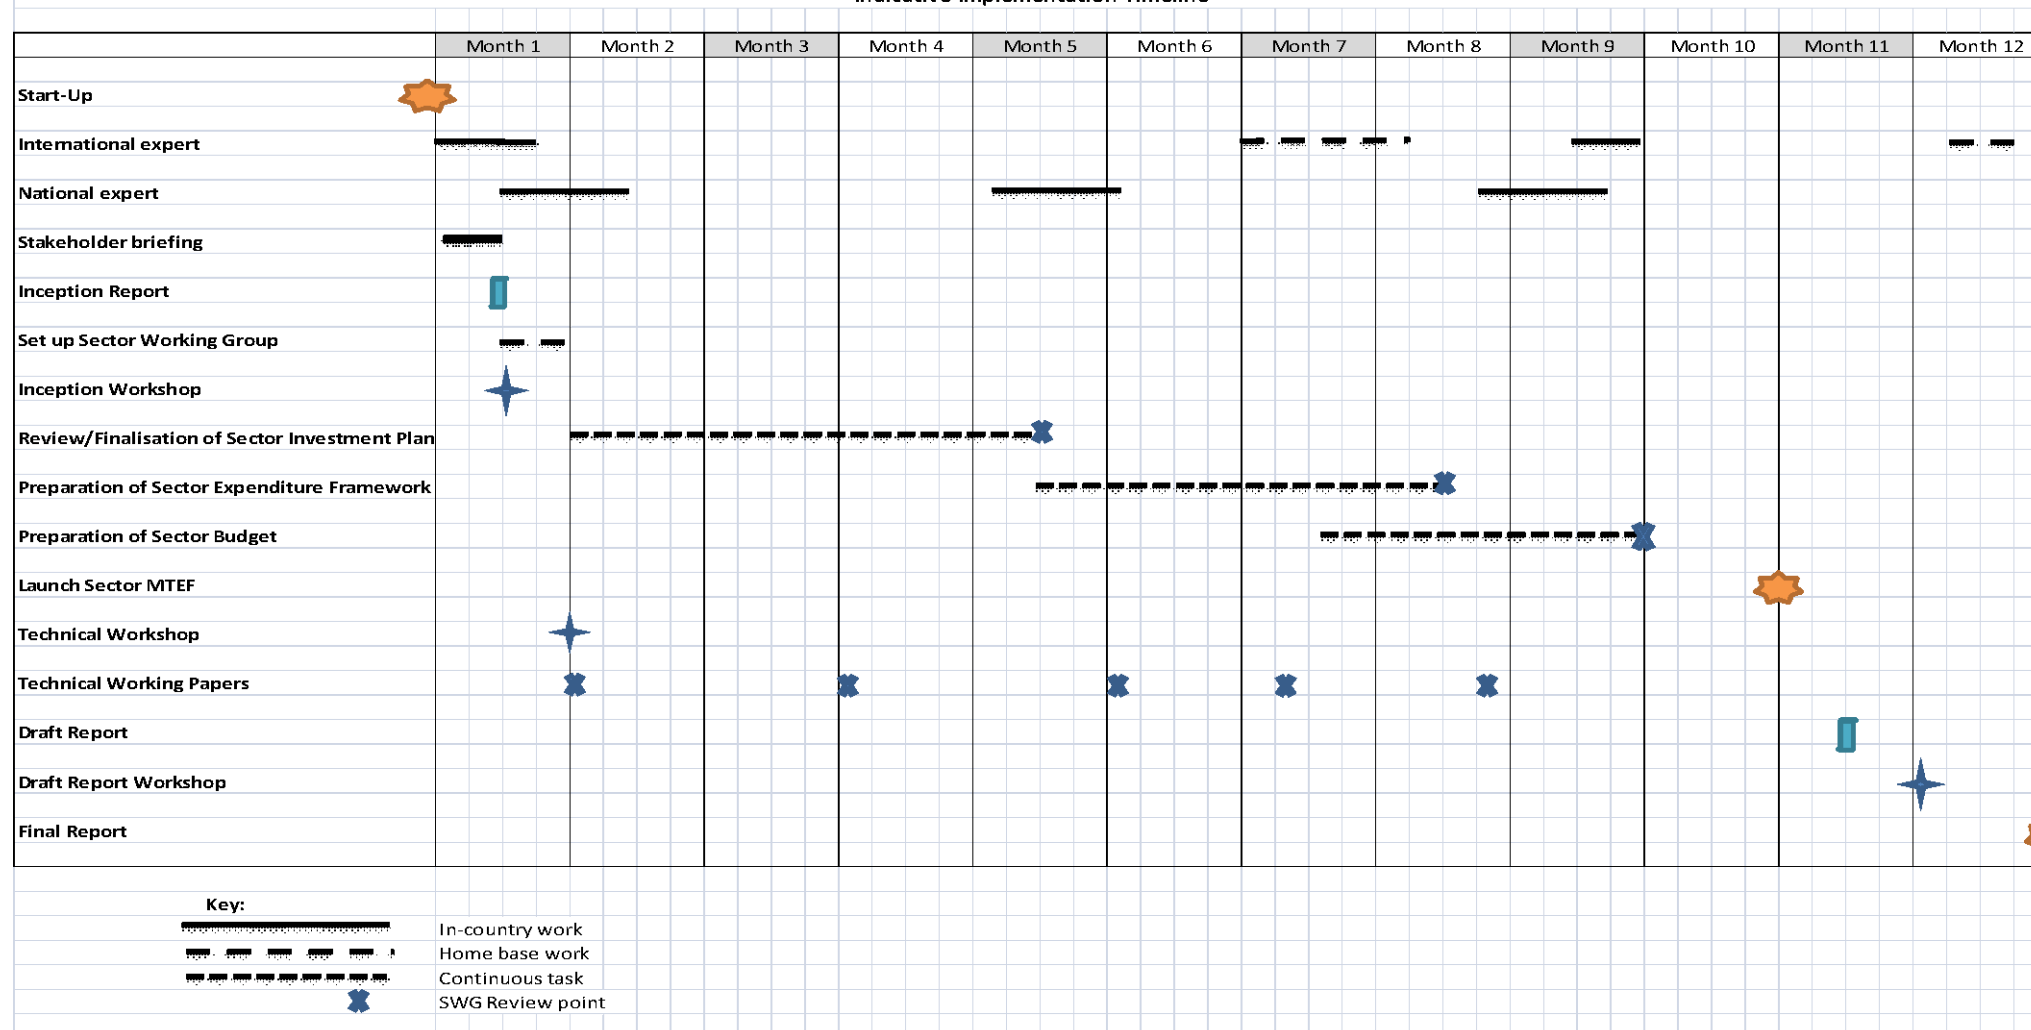 Indicative Implementation Timeline
Month 1 Month 2 Month 3 Month 4 Month 5 Month 6 Month 7 Month 8 Month 9 Month 10 Month 11 Month 12
Start-Up
International expert
National expert
Stakeholder briefing
Inception Report
Set up Sector Working Group
Inception Workshop
Review/Finalisation of Sector Investment Plan
Preparation of Sector Expenditure Framework
Preparation of Sector Budget
Launch Sector MTEF
Technical Workshop
Technical Working Papers
Draft Report
Draft Report Workshop
Final Report
Key:
In-country work
Home base work
Continuous task
SWG Review point